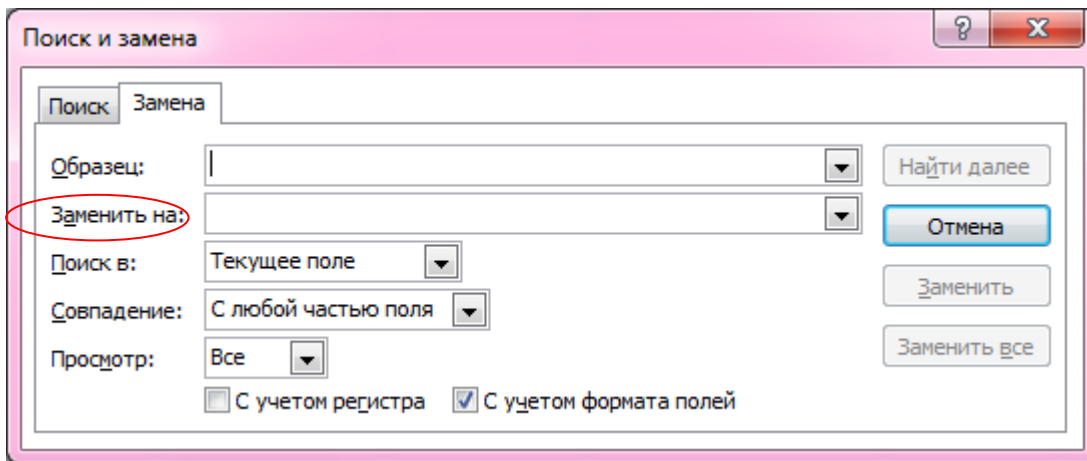 Поиск и замена
Поиск Замена
Образец: Найти далее
Заменить на: Отмена
Поиск в: Текущее поле
Заменить
Совпадение: С любой частью поля
Просмотр: Все Заменить все
С учетом регистра С учетом формата полей